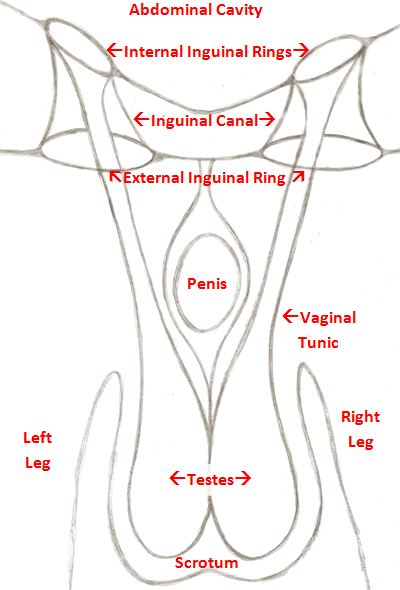 Abdominal Cavity
←Internal Inguinal Rings→
←Inguinal Canal→
↖External Inguinal Ring↗
Penis
←Vaginal
Tunic
Left
Leg
Right
Leg
←Testes→
Scrotum